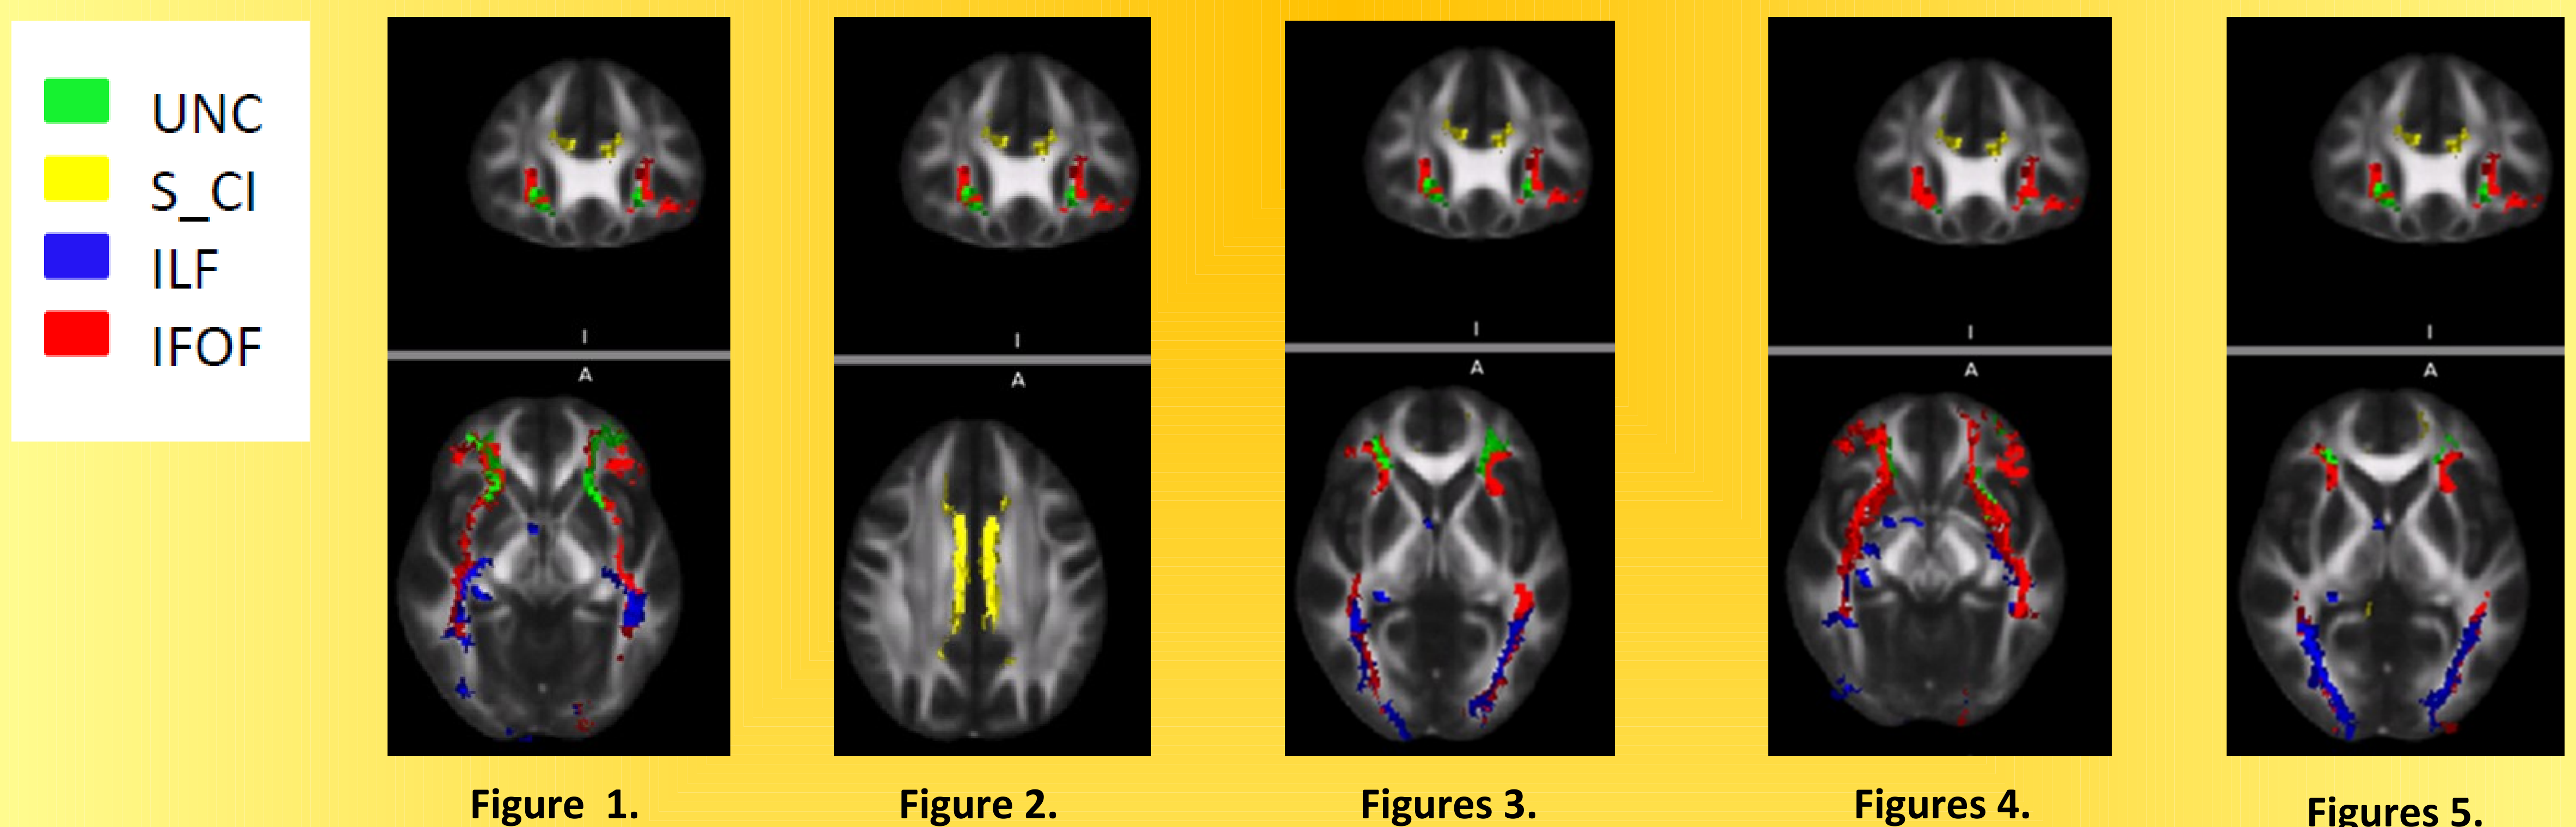 UNC
S_CI
ILF
IFOF
I
A
I
A
I
A
I
A
I
A
Figure 1.
Figure 2.
Figures 3.
Figures 4.
Figures 5.